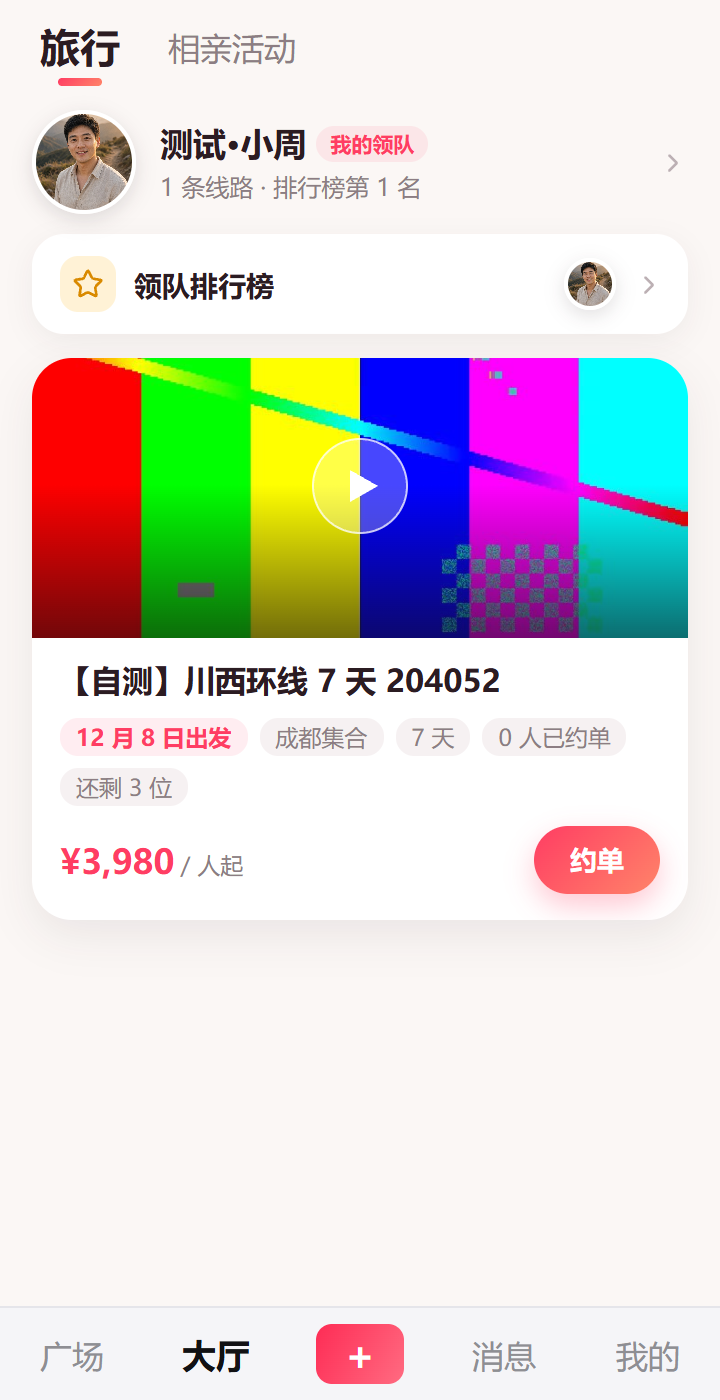 旅行 相亲活动
测试•小周 我的领队
1 条线路 · 排行榜第 1 名
领队排行榜
【自测】川西环线 7 天 204052
12 月 8 日出发 成都集合 7 天 0 人已约单
还剩 3 位
¥3,980 / 人起 约单
广场 大厅 + 消息 我的